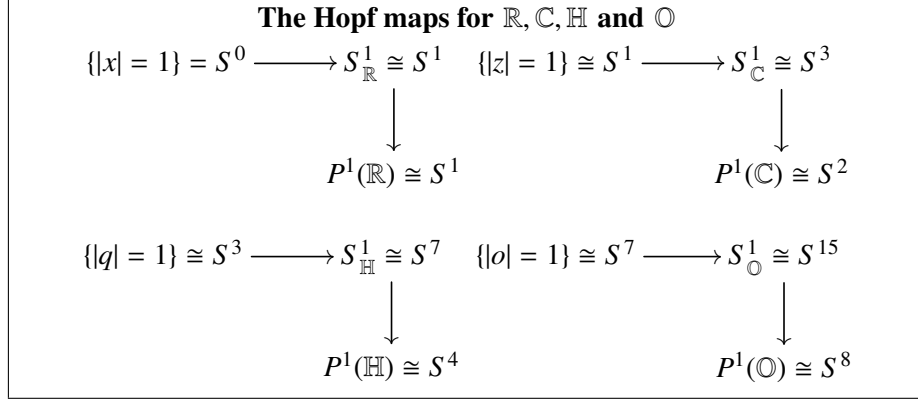 The Hopf maps for ℝ, ℂ, ℍ and 𝕆
{|x| = 1} = S⁰ ⟶ S¹_ℝ ≅ S¹ {|z| = 1} ≅ S¹ ⟶ S¹_ℂ ≅ S³
P¹(ℝ) ≅ S¹ P¹(ℂ) ≅ S²
{|q| = 1} ≅ S³ ⟶ S¹_ℍ ≅ S⁷ {|o| = 1} ≅ S⁷ ⟶ S¹_𝕆 ≅ S¹⁵
P¹(ℍ) ≅ S⁴ P¹(𝕆) ≅ S⁸